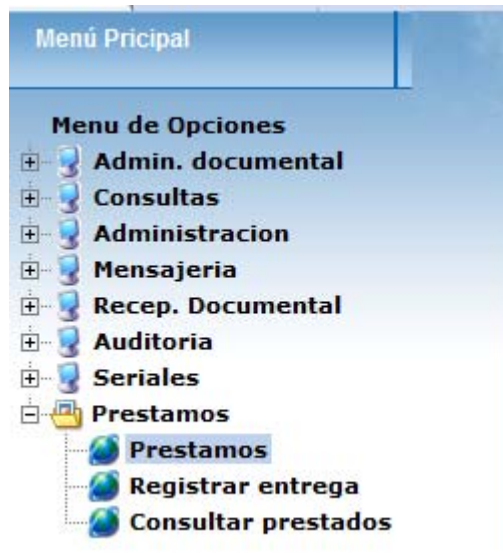 Menú Pricipal
Menu de Opciones
Admin. documental
Consultas
Administracion
Mensajeria
Recep. Documental
Auditoria
Seriales
Prestamos
Prestamos
Registrar entrega
Consultar prestados